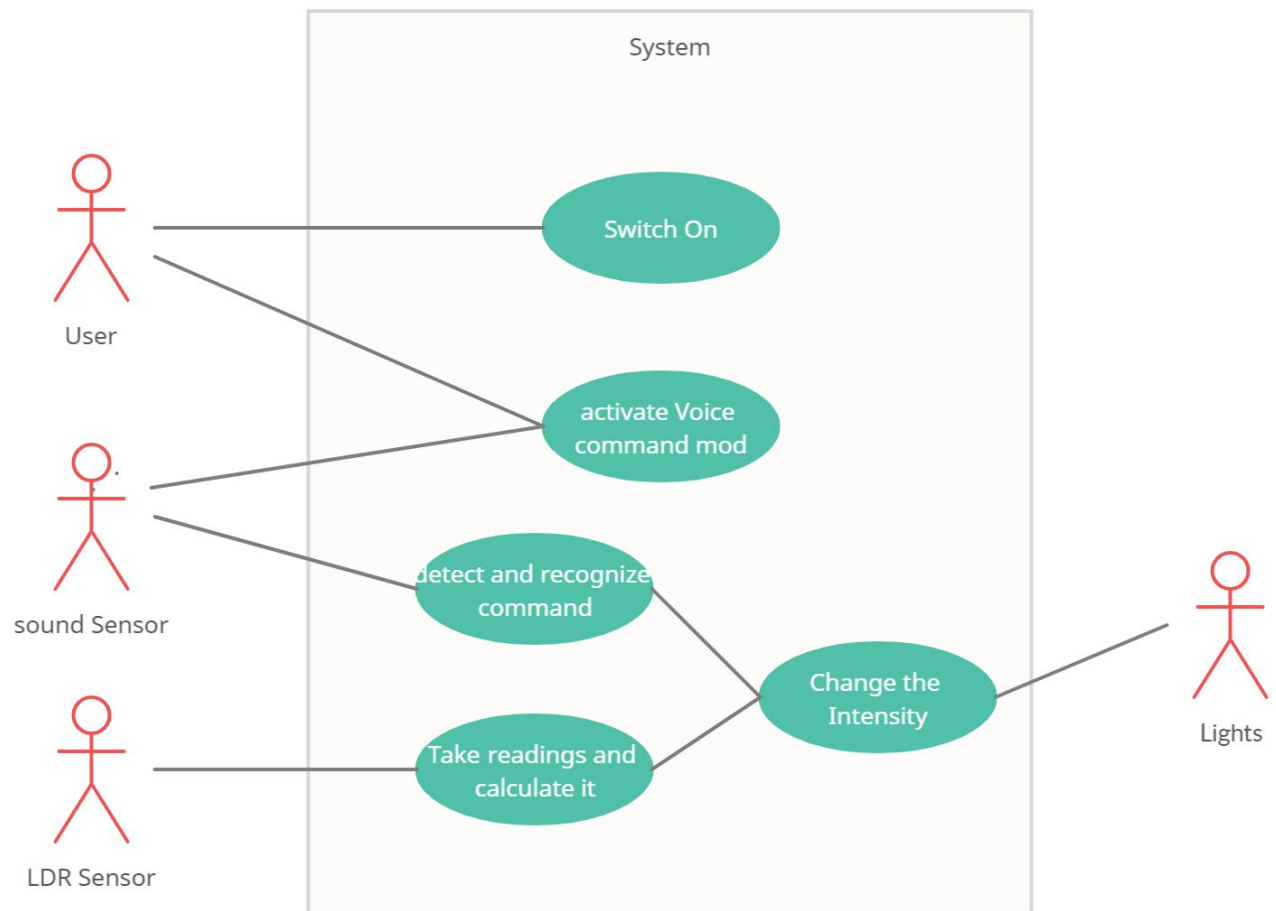 System
Switch On
User
activate Voice
command mod
detect and recognize
command
sound Sensor
Change the
Intensity
Lights
Take readings and
calculate it
LDR Sensor